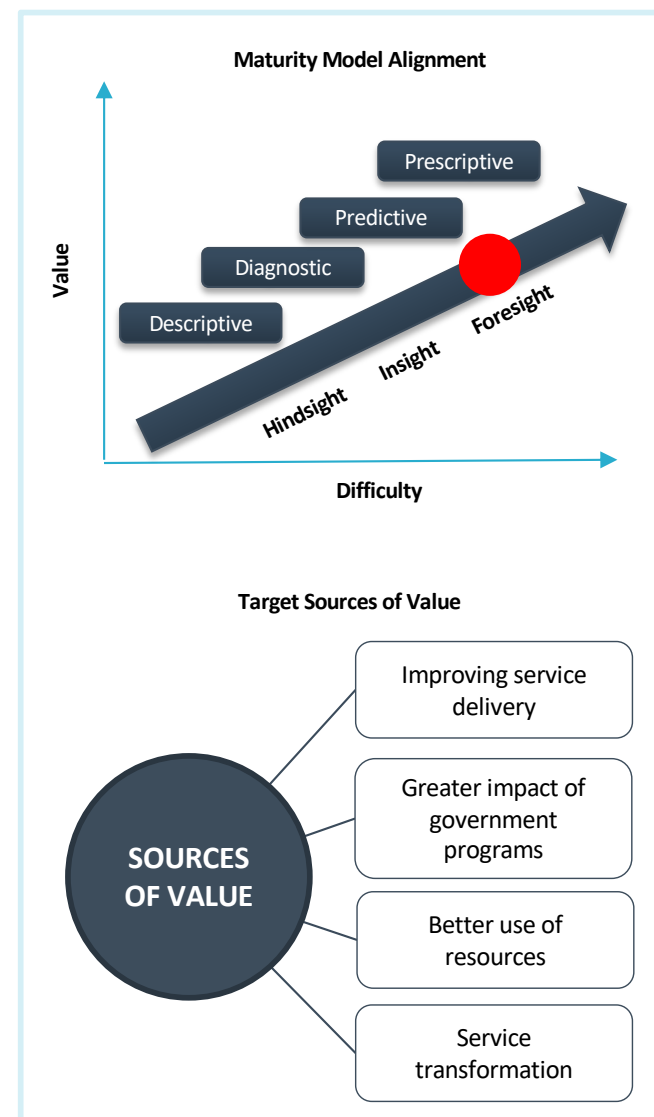 Maturity Model Alignment
Prescriptive
Predictive
Diagnostic
Descriptive
Value
Hindsight
Insight
Foresight
Difficulty
Target Sources of Value
SOURCES
OF VALUE
Improving service
delivery
Greater impact of
government
programs
Better use of
resources
Service
transformation